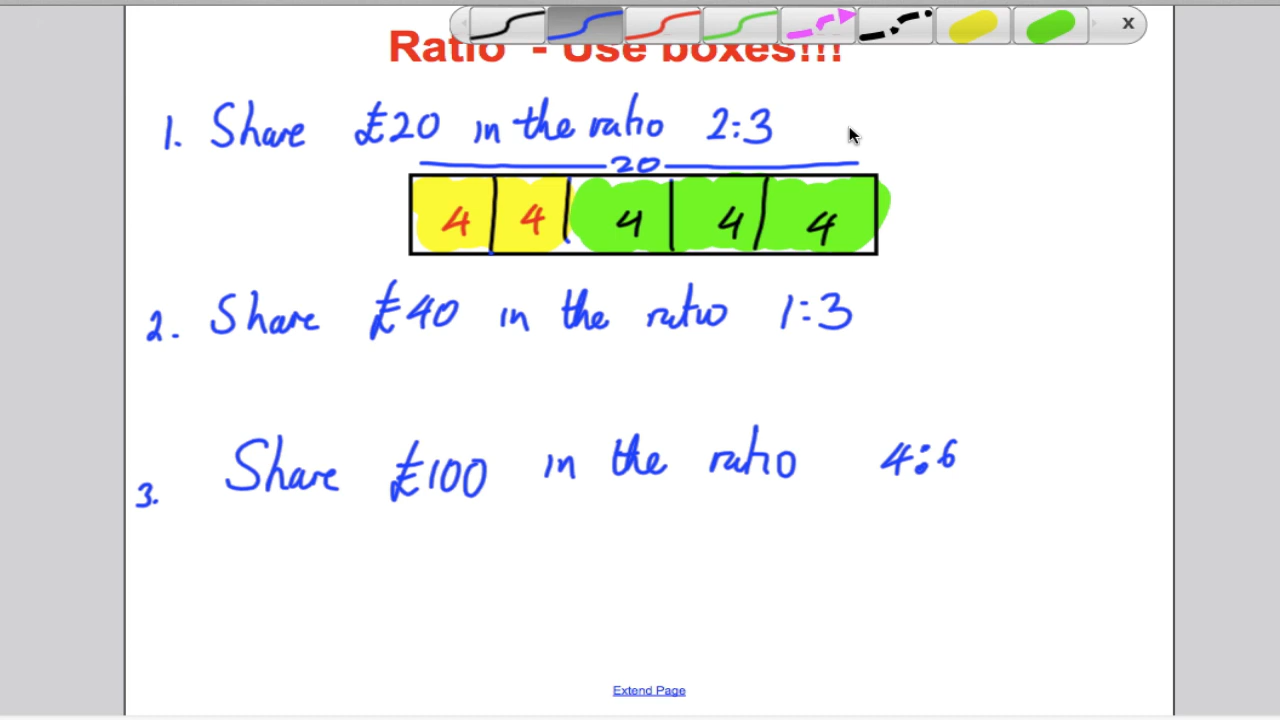 Ratio - Use boxes!!!
x
1. Share £20 in the ratio 2:3
20
4 4 4 4 4
2. Share £40 in the ratio 1:3
3. Share £100 in the ratio 4:6
Extend Page